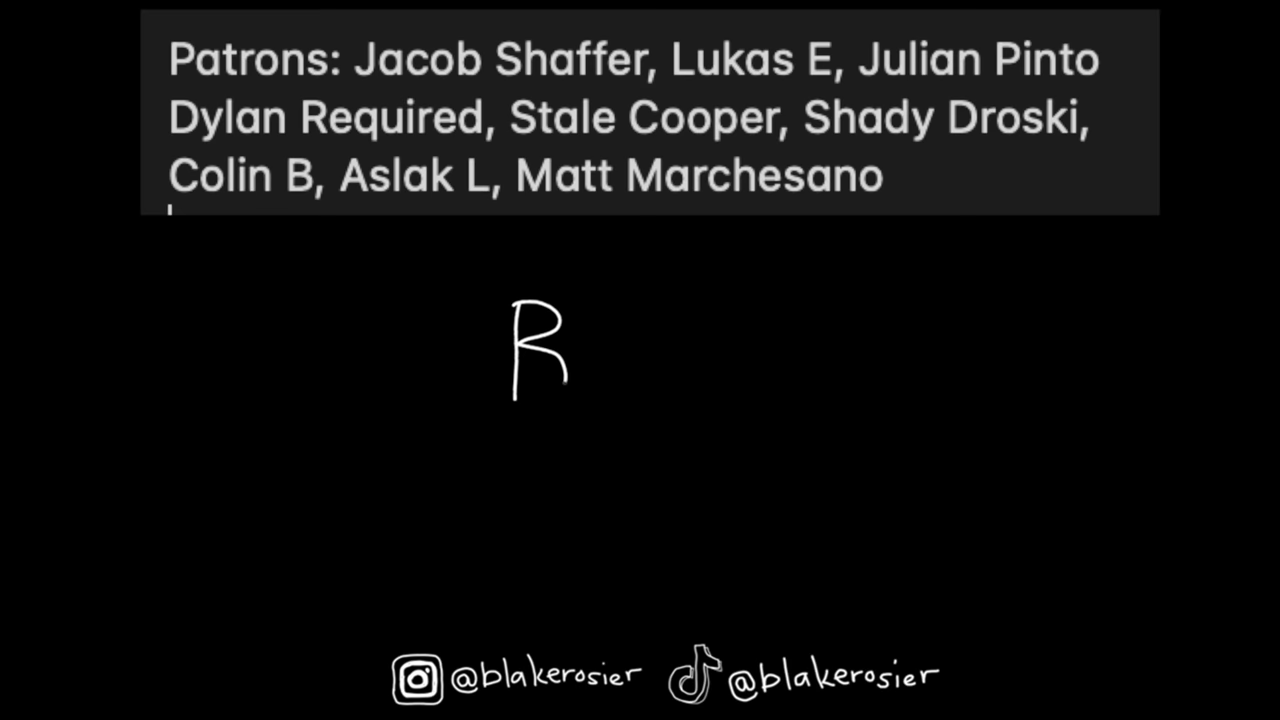 Patrons: Jacob Shaffer, Lukas E, Julian Pinto
Dylan Required, Stale Cooper, Shady Droski,
Colin B, Aslak L, Matt Marchesano
R
@blakerosier @blakerosier